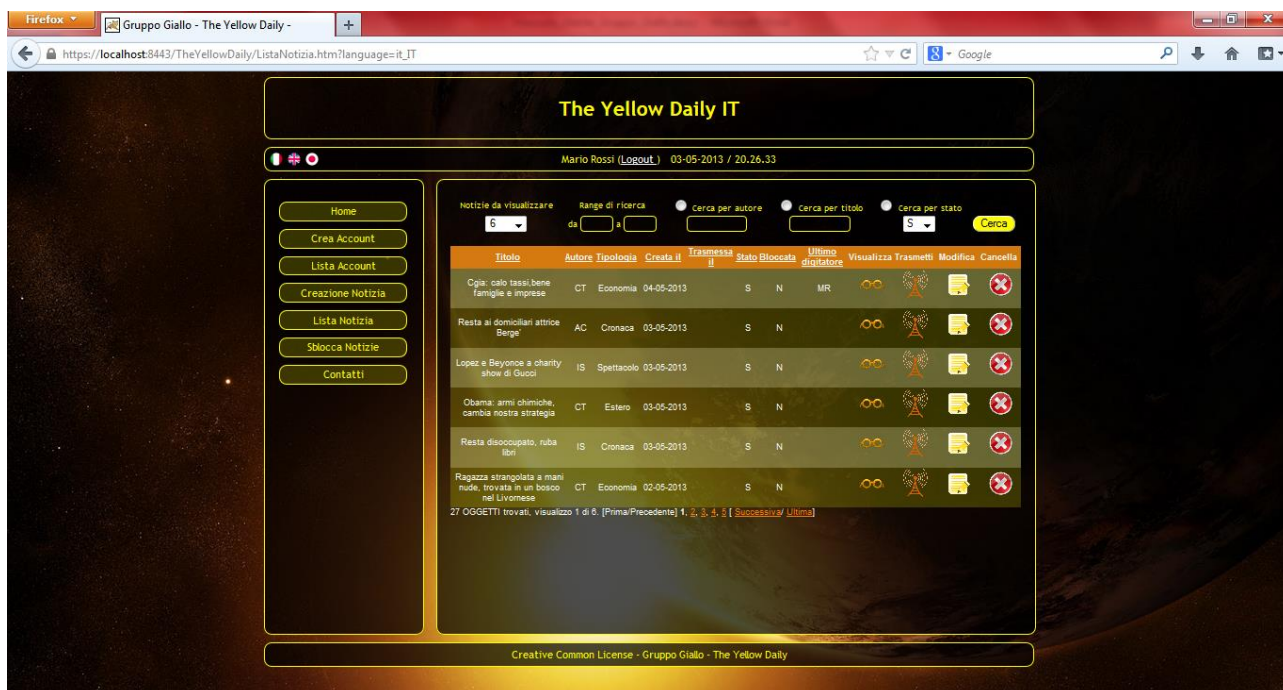 Firefox
Gruppo Giallo - The Yellow Daily -
https://localhost:8443/TheYellowDaily/ListaNotizia.htm?language=it_IT
Google
The Yellow Daily IT
Mario Rossi (Logout ) 03-05-2013 / 20.26.33
Home
Crea Account
Lista Account
Creazione Notizia
Lista Notizia
Sblocca Notizie
Contatti
Notizie da visualizzare Range di ricerca Cerca per autore Cerca per titolo Cerca per stato
6 da a S Cerca
Titolo Autore Tipologia Creata il Trasmessa il Stato Bloccata Ultimo digitatore Visualizza Trasmetti Modifica Cancella
Cgia: calo tassi,bene
famiglie e imprese
CT Economia 04-05-2013 S N MR
Resta ai domiciliari attrice
Berge'
AC Cronaca 03-05-2013 S N
Lopez e Beyonce a charity
show di Gucci
IS Spettacolo 03-05-2013 S N
Obama: armi chimiche,
cambia nostra strategia
CT Estero 03-05-2013 S N
Resta disoccupato, ruba
libri
IS Cronaca 03-05-2013 S N
Ragazza strangolata a mani
nude, trovata in un bosco
nel Livornese
CT Economia 02-05-2013 S N
27 OGGETTI trovati, visualizzo 1 di 6. [Prima/Precedente] 1, 2, 3, 4, 5 [ Successiva/ Ultima]
Creative Common License - Gruppo Giallo - The Yellow Daily